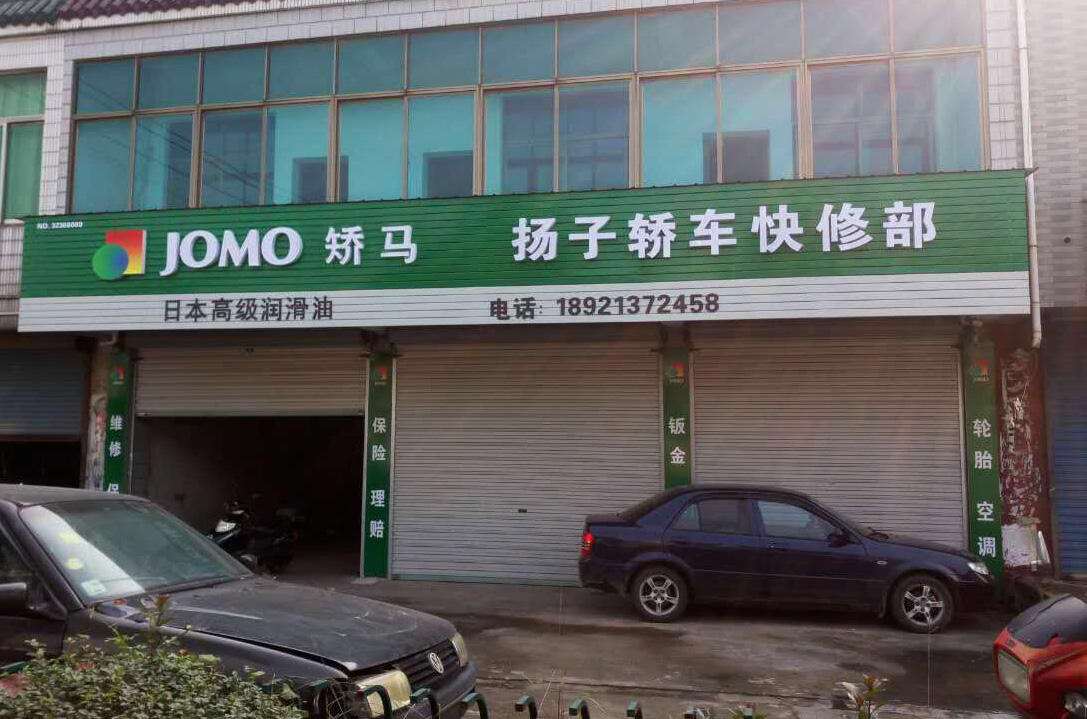 NO. 32368089
JOMO 矫马
扬子轿车快修部
日本高级润滑油
电话: 18921372458
维修保
保险理赔
钣金
轮胎 空调